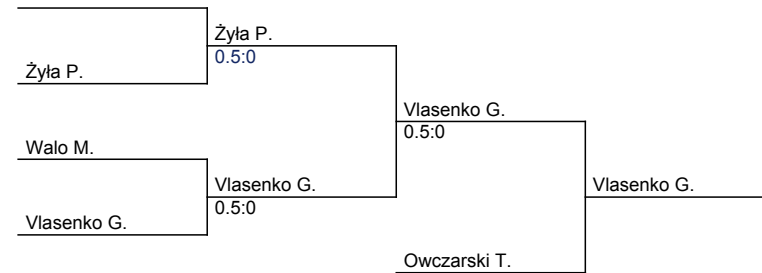 Żyła P.
0.5:0
Żyła P.
Vlasenko G.
0.5:0
Walo M.
Vlasenko G.
0.5:0
Vlasenko G.
Vlasenko G.
Owczarski T.